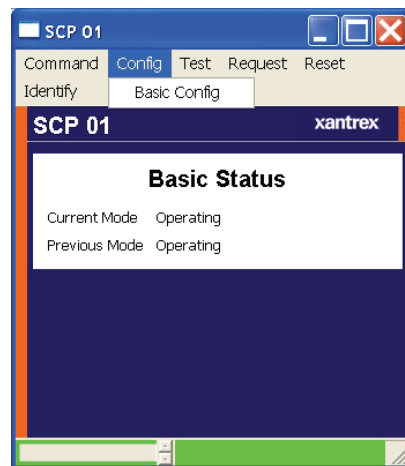 SCP 01
Command Config Test Request Reset
Identify Basic Config
SCP 01 xantrex
Basic Status
Current Mode Operating
Previous Mode Operating